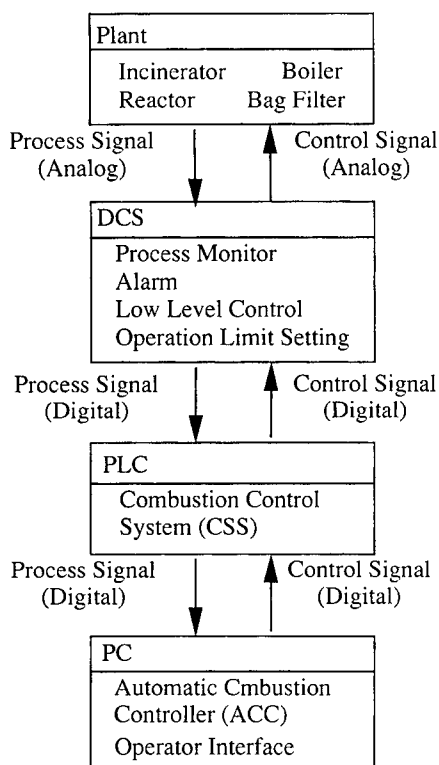 Plant
Incinerator Boiler
Reactor Bag Filter
Process Signal
(Analog)
Control Signal
(Analog)
DCS
Process Monitor
Alarm
Low Level Control
Operation Limit Setting
Process Signal
(Digital)
Control Signal
(Digital)
PLC
Combustion Control
System (CSS)
Process Signal
(Digital)
Control Signal
(Digital)
PC
Automatic Cmbustion
Controller (ACC)
Operator Interface